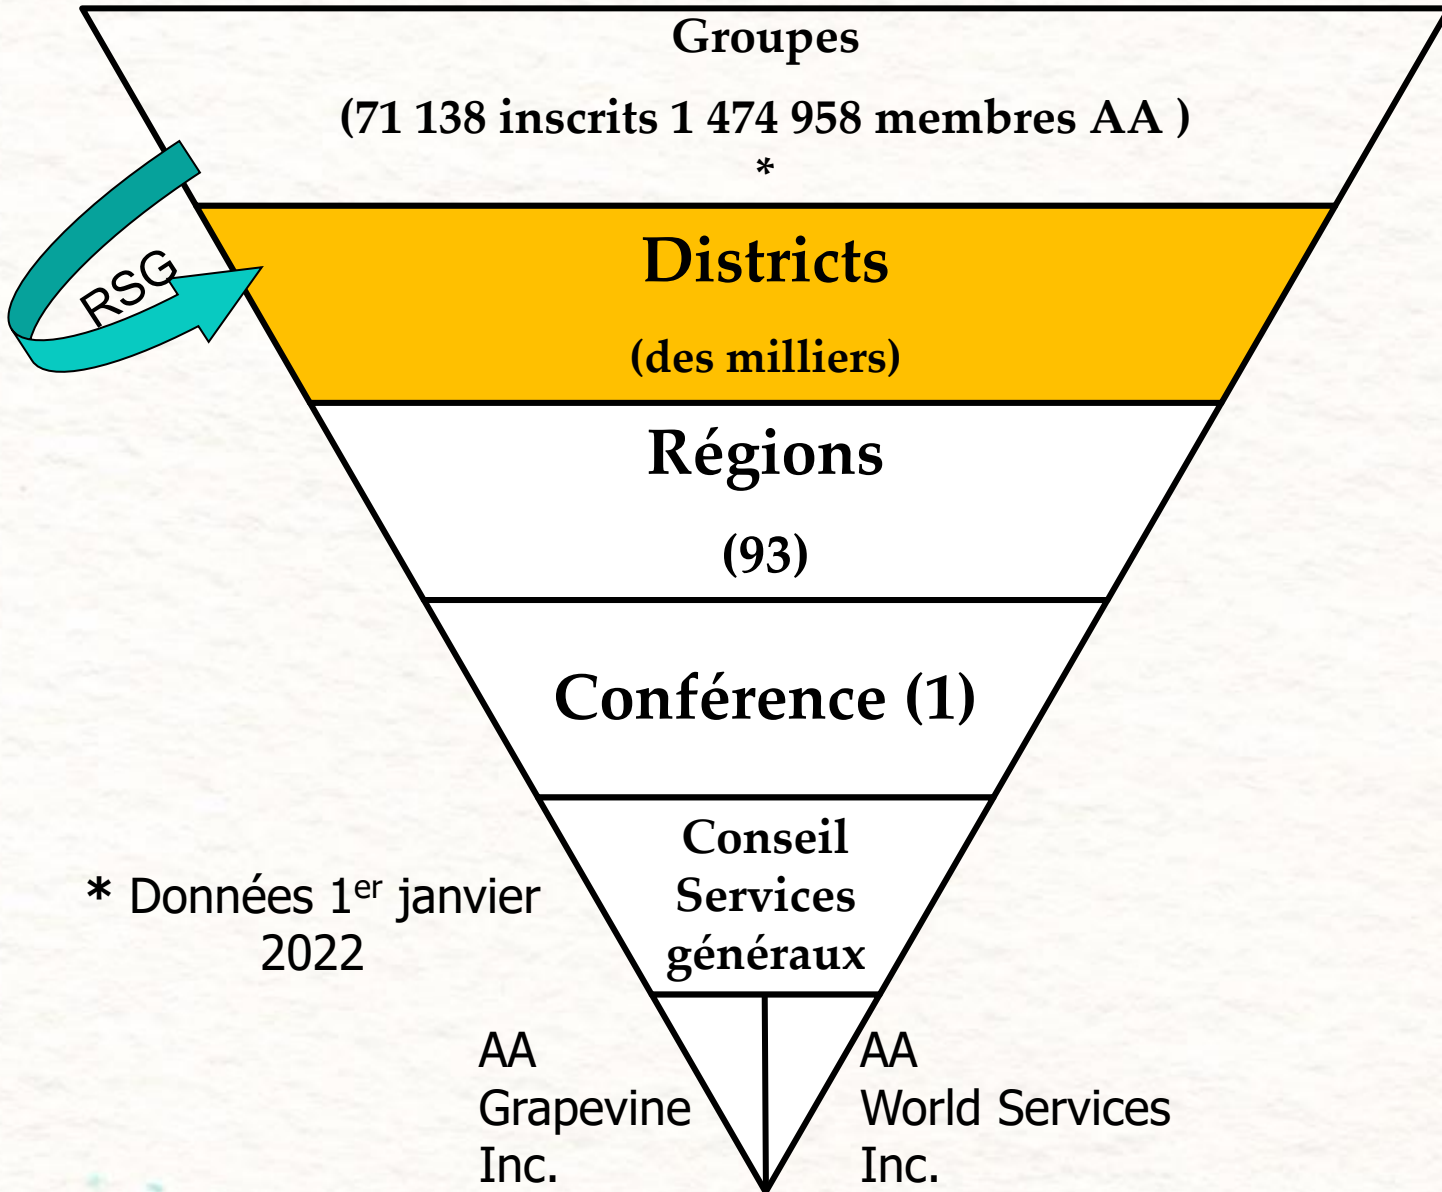 Groupes
(71 138 inscrits 1 474 958 membres AA )
*
RSG
Districts
(des milliers)
Régions
(93)
Conférence (1)
Conseil
Services
généraux
* Données 1er janvier
2022
AA
Grapevine
Inc.
AA
World Services
Inc.